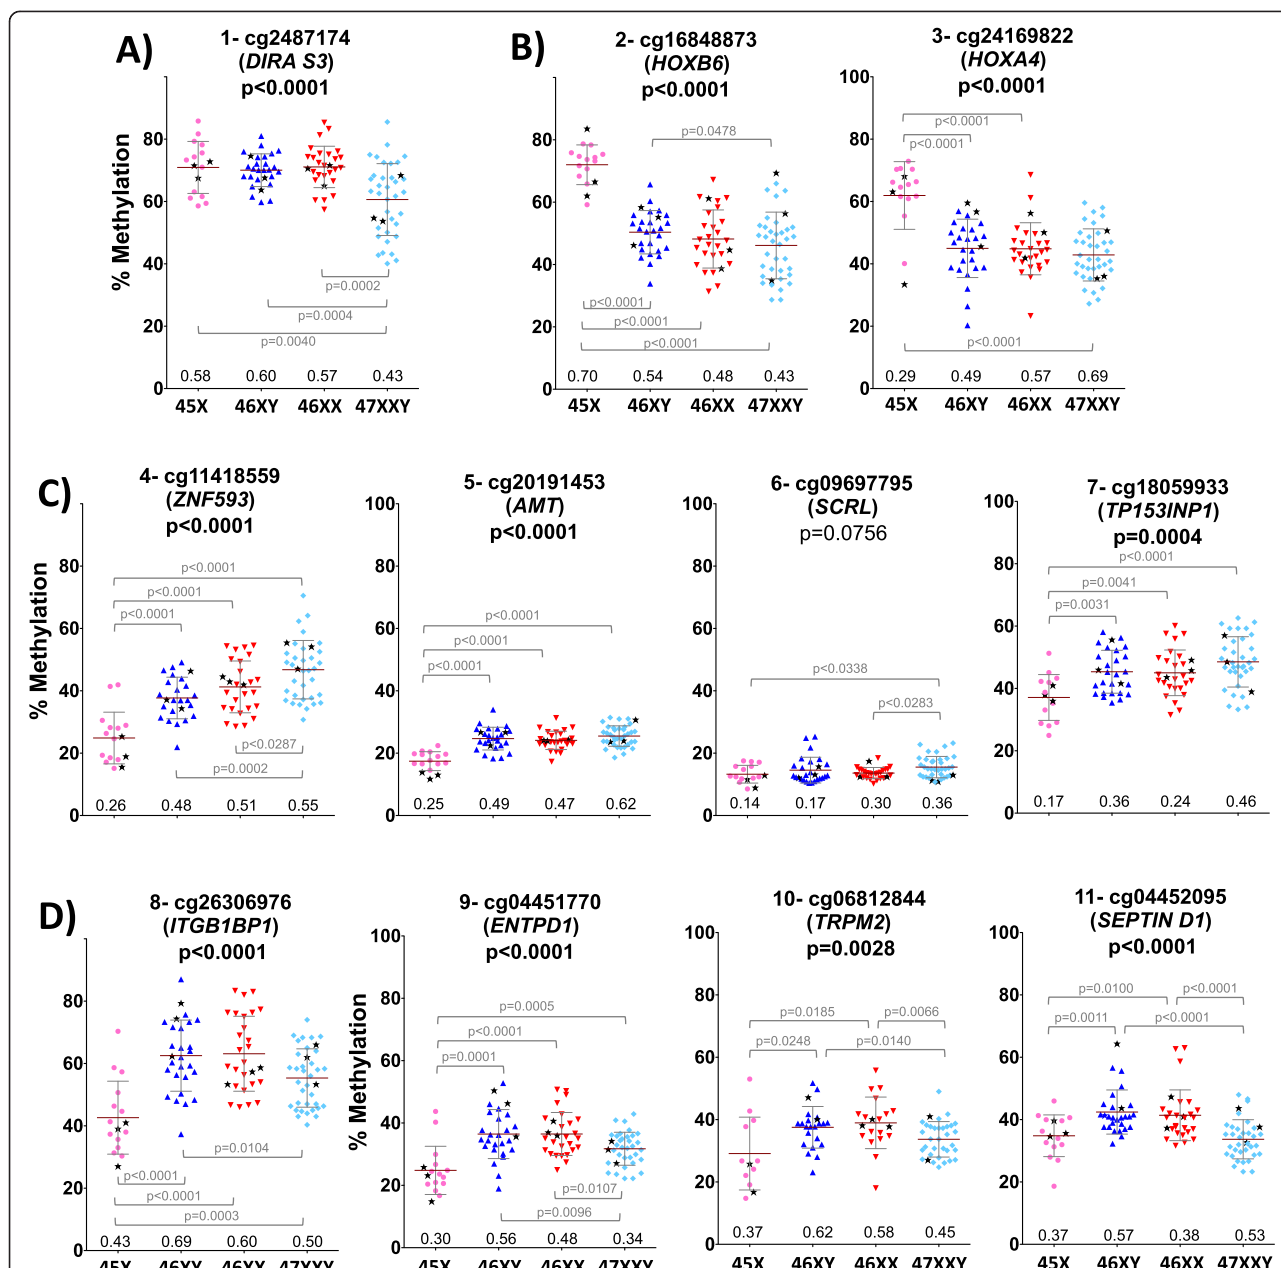 A)
1- cg2487174
(DIRA S3)
p<0.0001
% Methylation
80
60
40
20
0
p=0.0002
p=0.0004
p=0.0040
0.58 0.60 0.57 0.43
45X 46XY 46XX 47XXY
B)
2- cg16848873
(HOXB6)
p<0.0001
80
60
40
20
0
p=0.0478
p<0.0001
p<0.0001
p<0.0001
0.70 0.54 0.48 0.43
45X 46XY 46XX 47XXY
3- cg24169822
(HOXA4)
p<0.0001
100
80
60
40
20
0
p<0.0001
p<0.0001
p<0.0001
0.29 0.49 0.57 0.69
45X 46XY 46XX 47XXY
C)
4- cg11418559
(ZNF593)
p<0.0001
% Methylation
80
60
40
20
0
p<0.0001
p<0.0001
p<0.0001
p<0.0287
p=0.0002
0.26 0.48 0.51 0.55
5- cg20191453
(AMT)
p<0.0001
100
80
60
40
20
0
p<0.0001
p<0.0001
p<0.0001
0.25 0.49 0.47 0.62
6- cg09697795
(SCRL)
p=0.0756
100
80
60
40
20
0
p<0.0338
p<0.0283
0.14 0.17 0.30 0.36
7- cg18059933
(TP153INP1)
p=0.0004
100
80
60
40
20
0
p<0.0001
p=0.0041
p=0.0031
0.17 0.36 0.24 0.46
D)
8- cg26306976
(ITGB1BP1)
p<0.0001
80
60
40
20
0
p=0.0104
p<0.0001
p<0.0001
p=0.0003
0.43 0.69 0.60 0.50
45X 46XY 46XX 47XXY
9- cg04451770
(ENTPD1)
p<0.0001
% Methylation
100
80
60
40
20
0
p=0.0005
p<0.0001
p=0.0001
p=0.0107
p=0.0096
0.30 0.56 0.48 0.34
45X 46XY 46XX 47XXY
10- cg06812844
(TRPM2)
p=0.0028
100
80
60
40
20
0
p=0.0185 p=0.0066
p=0.0248 p=0.0140
0.37 0.62 0.58 0.45
45X 46XY 46XX 47XXY
11- cg04452095
(SEPTIN D1)
p<0.0001
100
80
60
40
20
0
p=0.0100 p<0.0001
p=0.0011 p<0.0001
0.37 0.57 0.38 0.53
45X 46XY 46XX 47XXY